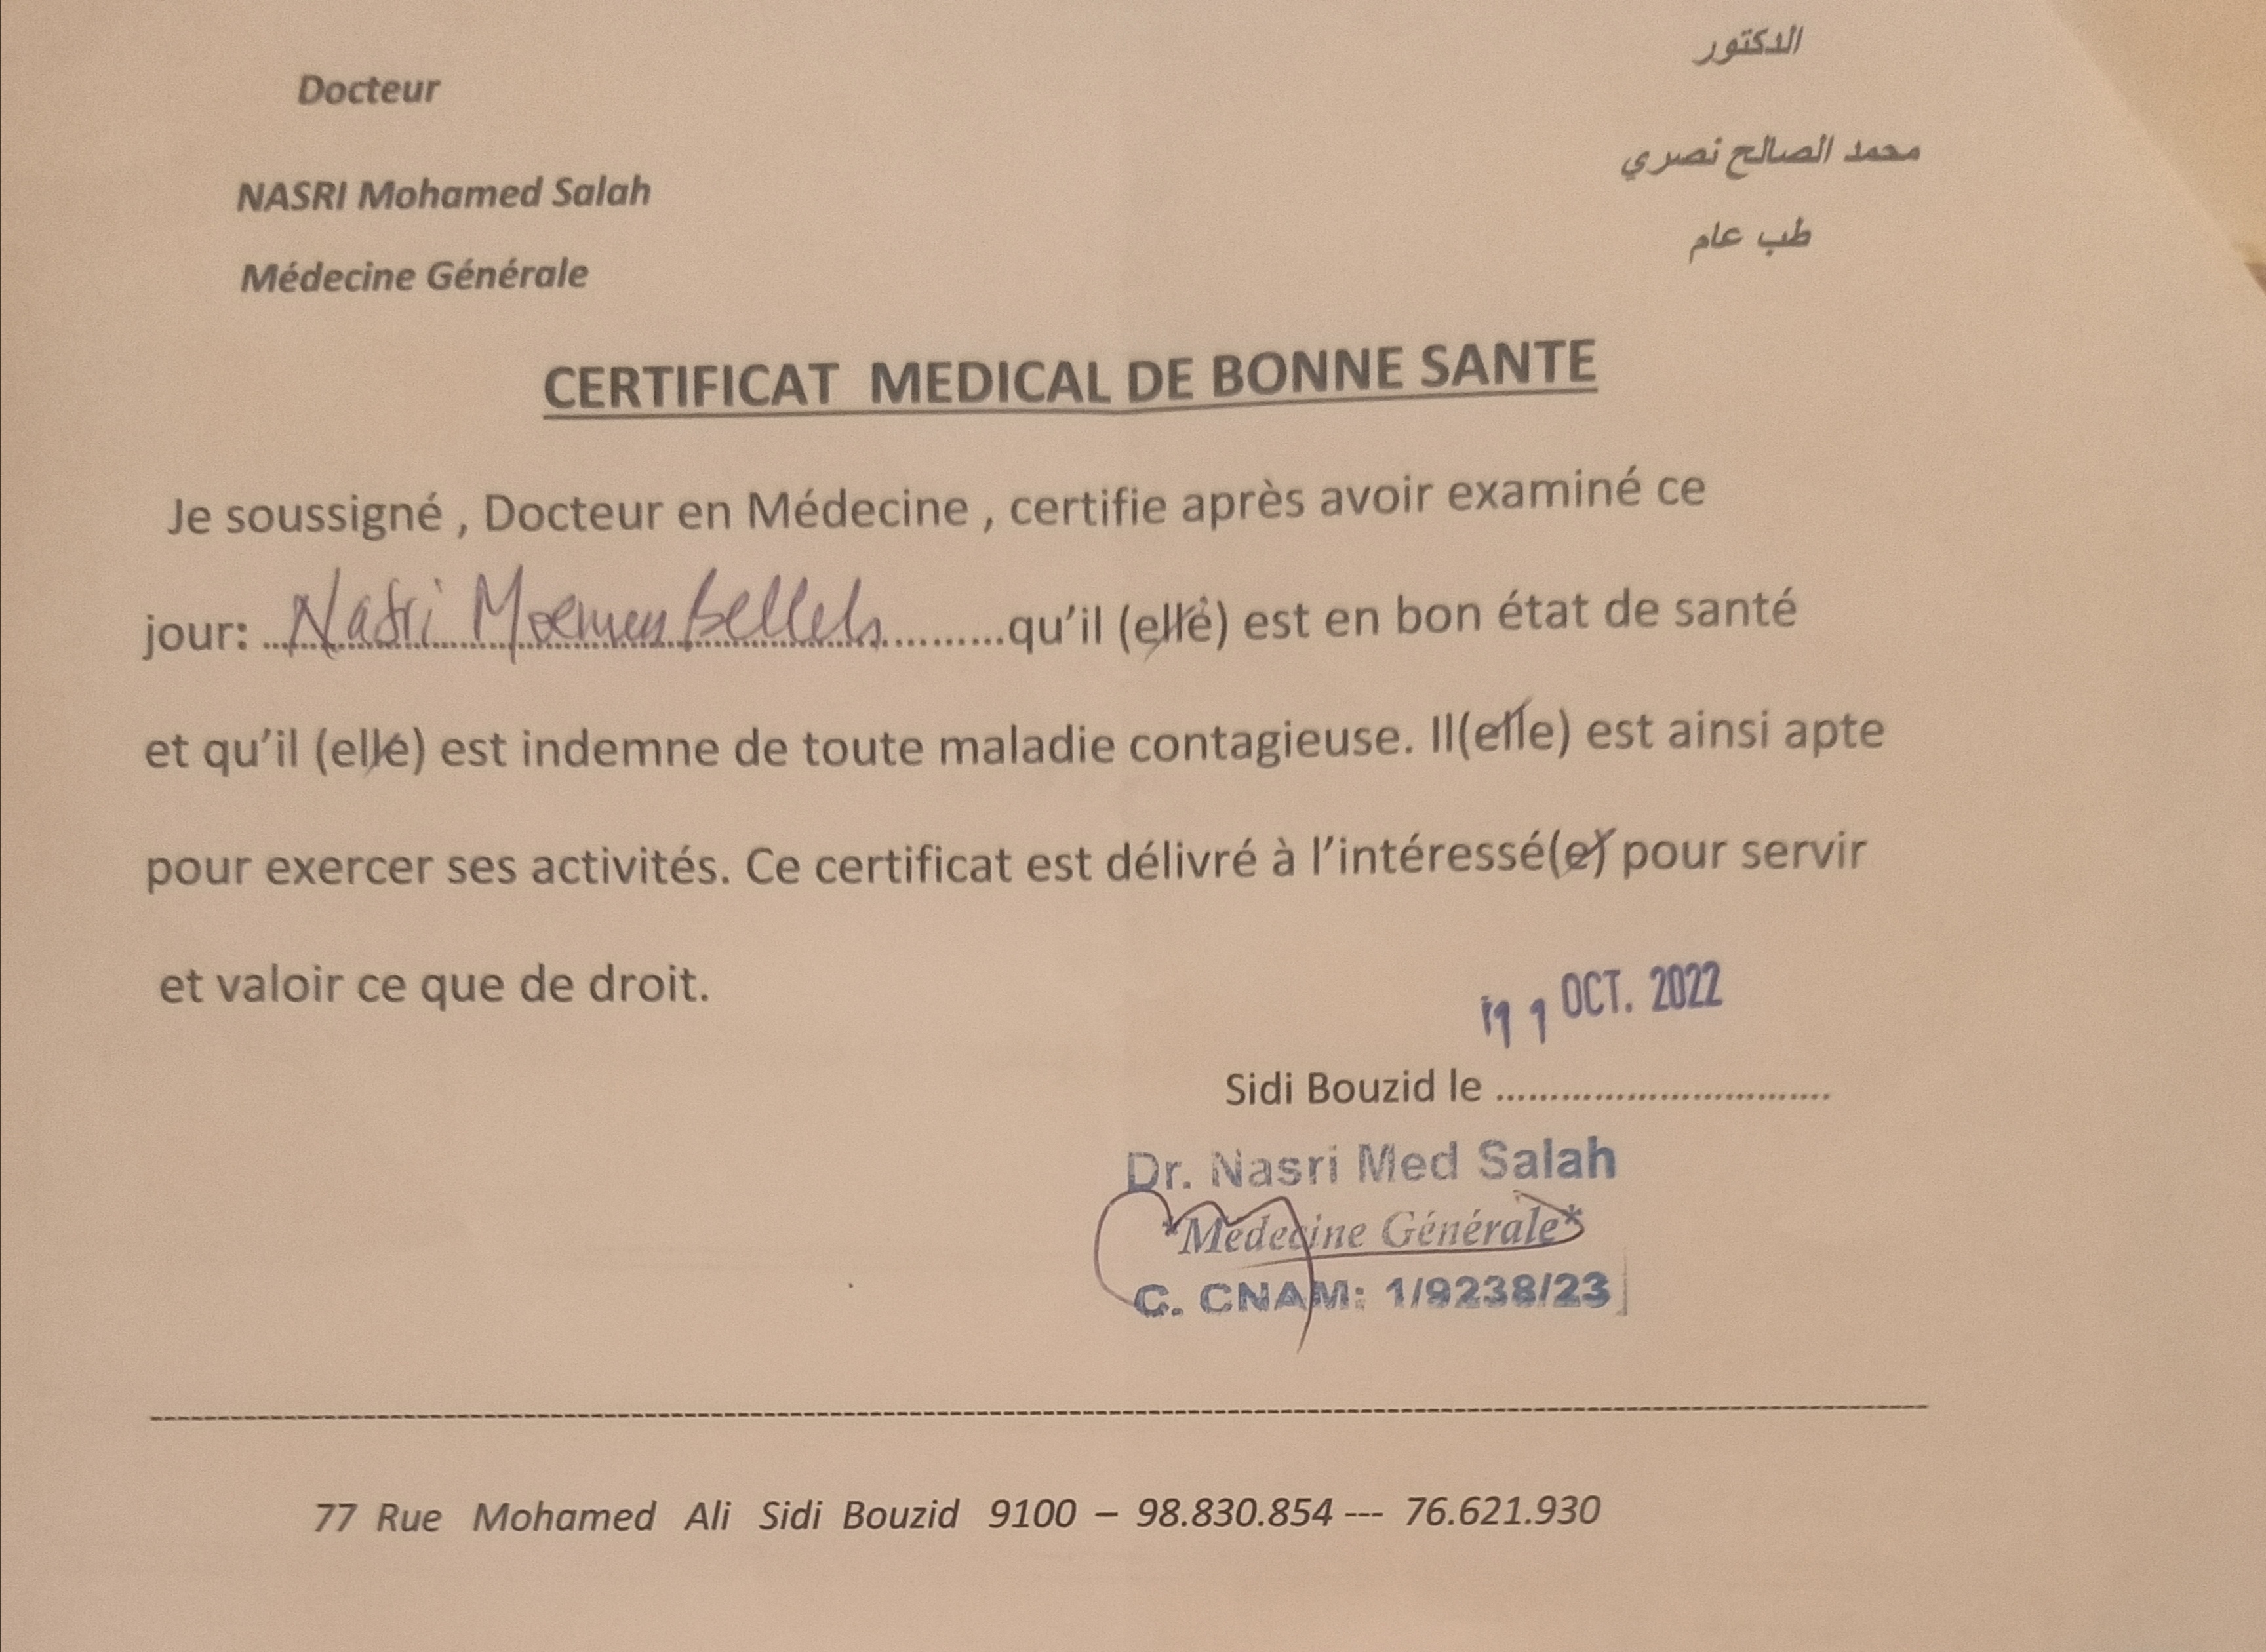 Docteur
الدكتور
NASRI Mohamed Salah
محمد الصالح نصري
Médecine Générale
طب عام
CERTIFICAT MEDICAL DE BONNE SANTE
Je soussigné , Docteur en Médecine , certifie après avoir examiné ce
jour: Nasri Moemen ..........qu'il (elle) est en bon état de santé
et qu'il (elle) est indemne de toute maladie contagieuse. Il(elle) est ainsi apte
pour exercer ses activités. Ce certificat est délivré à l'intéressé(e) pour servir
et valoir ce que de droit.
OCT. 2022
Sidi Bouzid le ................................
Dr. Nasri Med Salah
*Médecine Générale*
C. CNAM: 1/9238/23
77 Rue Mohamed Ali Sidi Bouzid 9100 – 98.830.854 --- 76.621.930